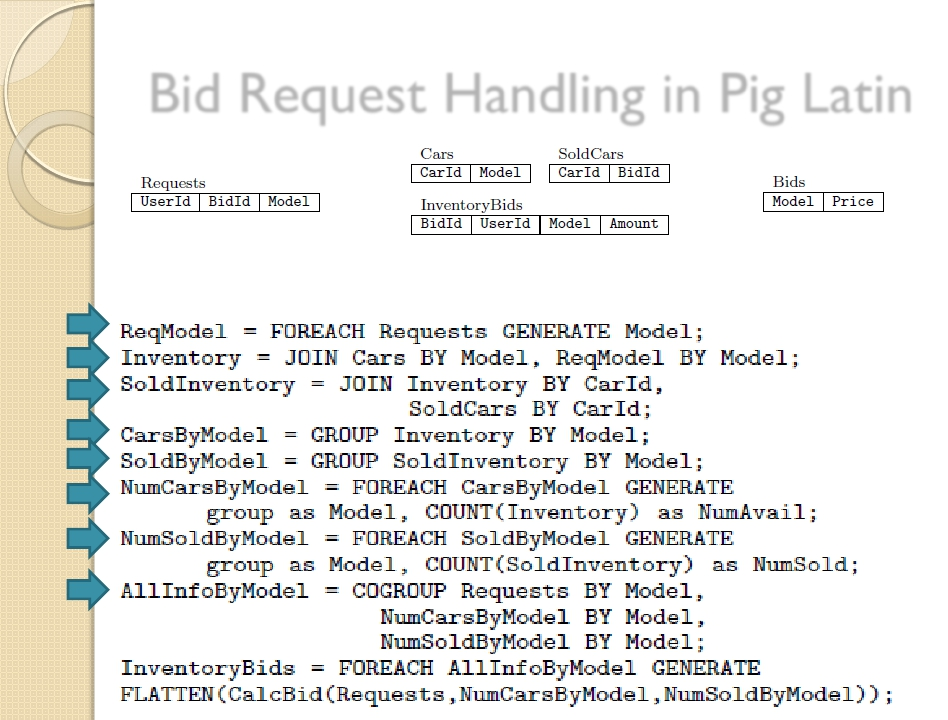 Bid Request Handling in Pig Latin
Cars
CarId Model
SoldCars
CarId BidId
Requests
UserId BidId Model
InventoryBids
BidId UserId Model Amount
Bids
Model Price
ReqModel = FOREACH Requests GENERATE Model;
Inventory = JOIN Cars BY Model, ReqModel BY Model;
SoldInventory = JOIN Inventory BY CarId,
SoldCars BY CarId;
CarsByModel = GROUP Inventory BY Model;
SoldByModel = GROUP SoldInventory BY Model;
NumCarsByModel = FOREACH CarsByModel GENERATE
group as Model, COUNT(Inventory) as NumAvail;
NumSoldByModel = FOREACH SoldByModel GENERATE
group as Model, COUNT(SoldInventory) as NumSold;
AllInfoByModel = COGROUP Requests BY Model,
NumCarsByModel BY Model,
NumSoldByModel BY Model;
InventoryBids = FOREACH AllInfoByModel GENERATE
FLATTEN(CalcBid(Requests,NumCarsByModel,NumSoldByModel));